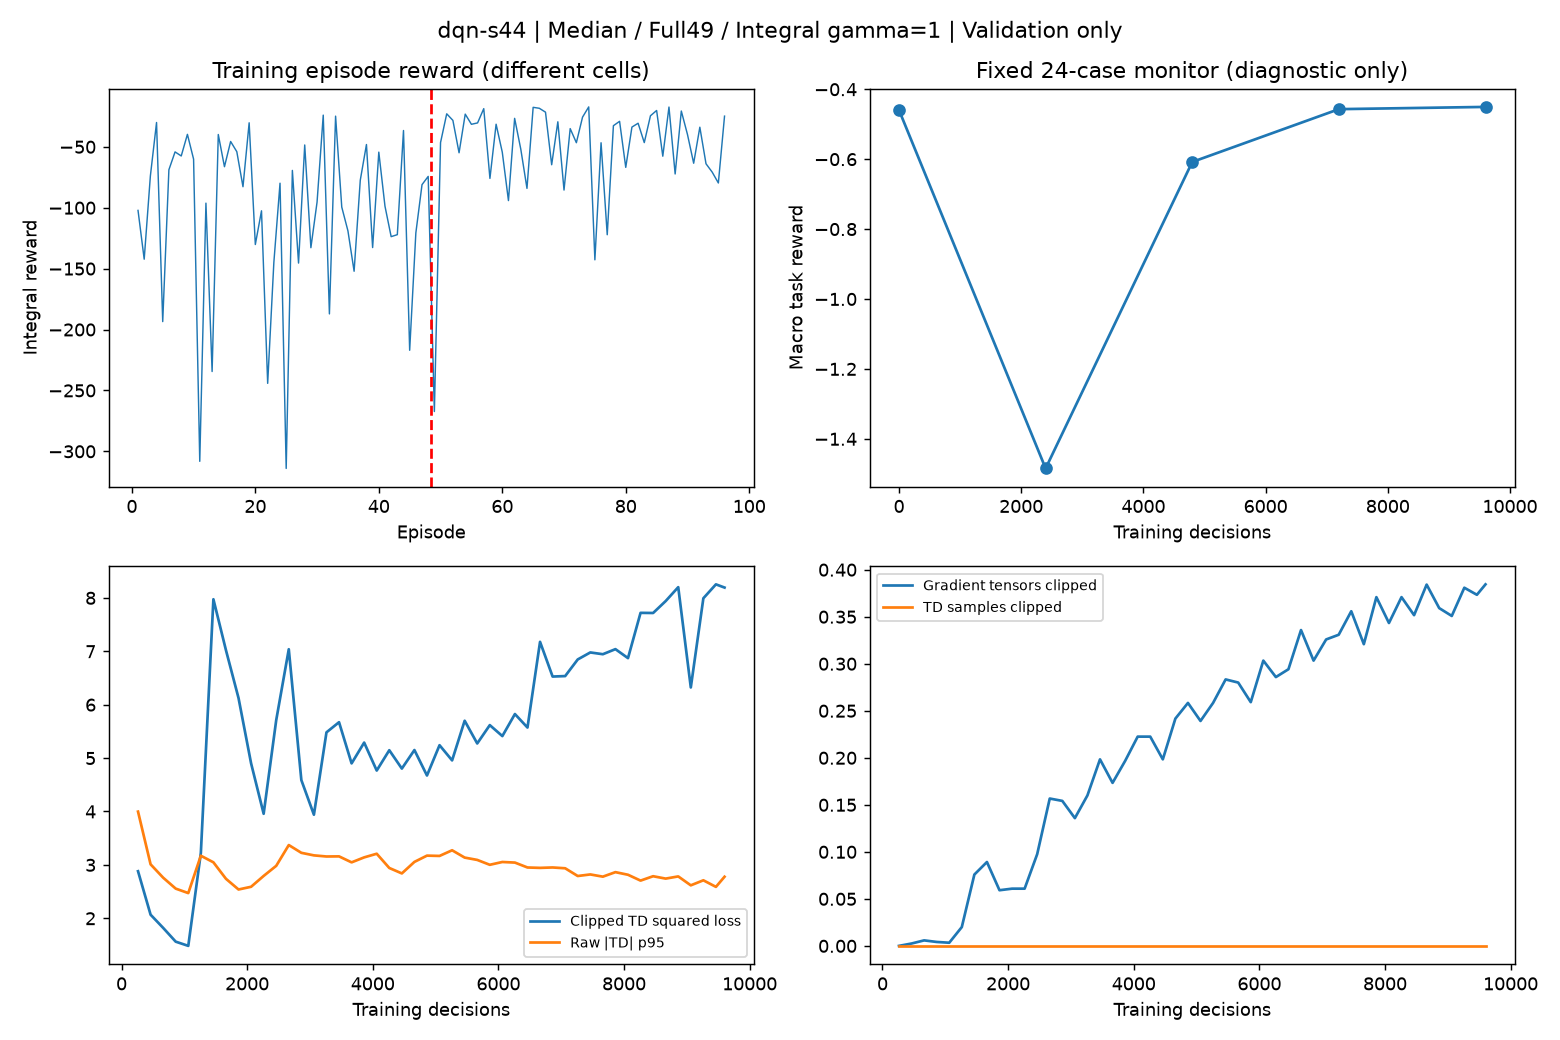 dqn-s44 | Median / Full49 / Integral gamma=1 | Validation only
Training episode reward (different cells)
Integral reward
−50
−100
−150
−200
−250
−300
0 20 40 60 80 100
Episode
Fixed 24-case monitor (diagnostic only)
Macro task reward
−0.4
−0.6
−0.8
−1.0
−1.2
−1.4
0 2000 4000 6000 8000 10000
Training decisions
8
7
6
5
4
3
2
Clipped TD squared loss
Raw |TD| p95
0 2000 4000 6000 8000 10000
Training decisions
0.40
0.35
0.30
0.25
0.20
0.15
0.10
0.05
0.00
Gradient tensors clipped
TD samples clipped
0 2000 4000 6000 8000 10000
Training decisions